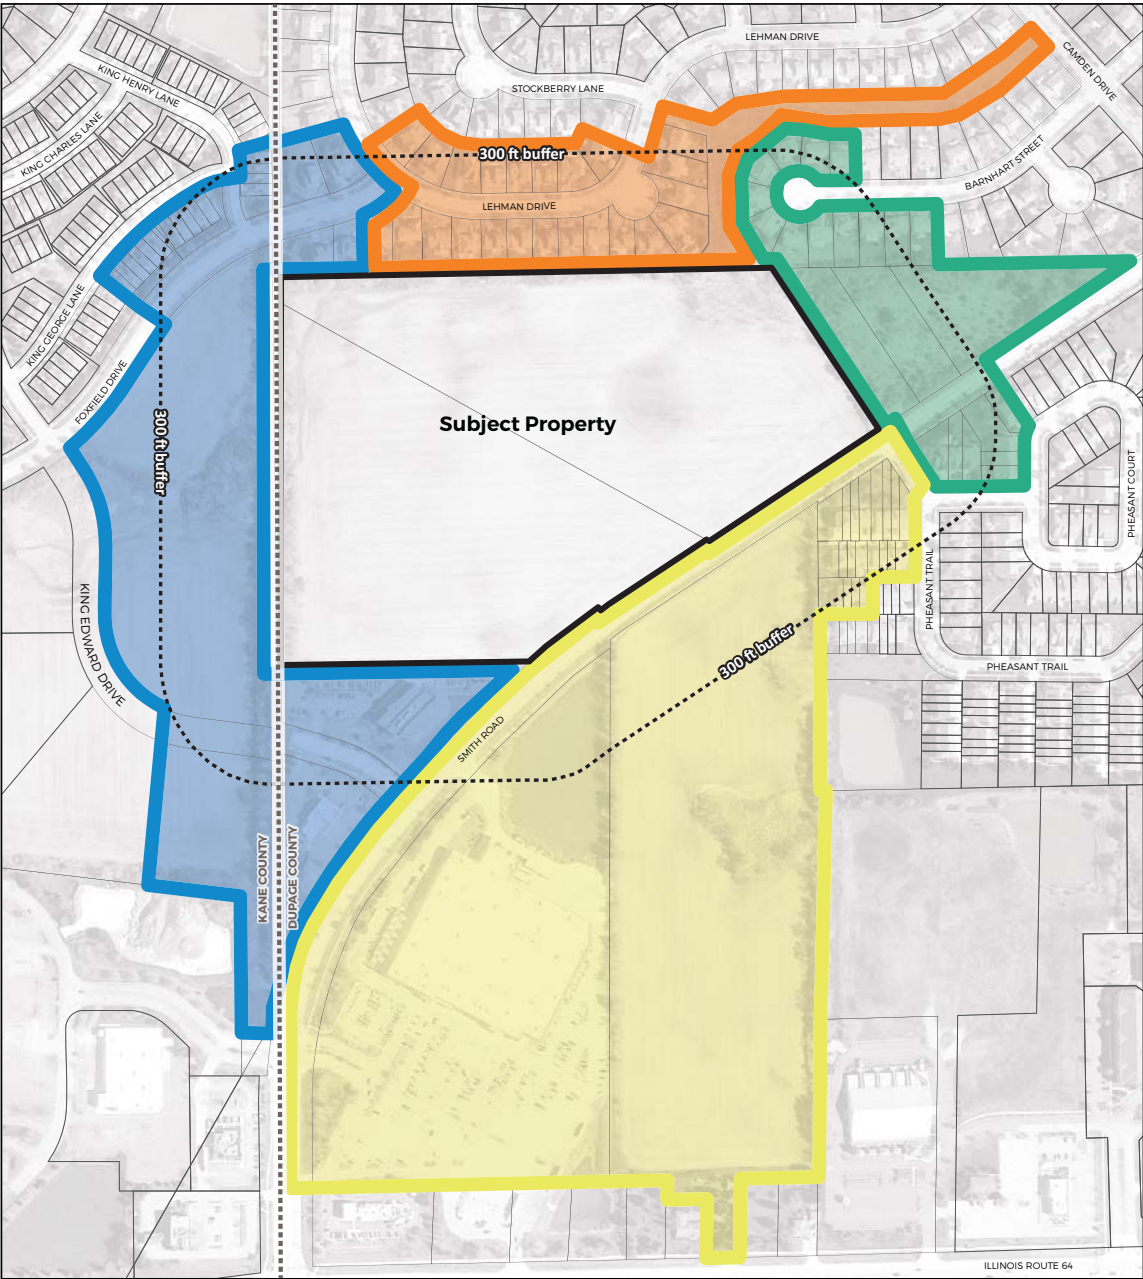 LEHMAN DRIVE
CAMDEN DRIVE
KING HENRY LANE
STOCKBERRY LANE
KING CHARLES LANE
300 ft buffer
BARNHART STREET
LEHMAN DRIVE
KING GEORGE LANE
FOXFIELD DRIVE
Subject Property
300 ft buffer
PHEASANT COURT
KING EDWARD DRIVE
PHEASANT TRAIL
300 ft buffer
PHEASANT TRAIL
SMITH ROAD
KANE COUNTY
DUPAGE COUNTY
ILLINOIS ROUTE 64